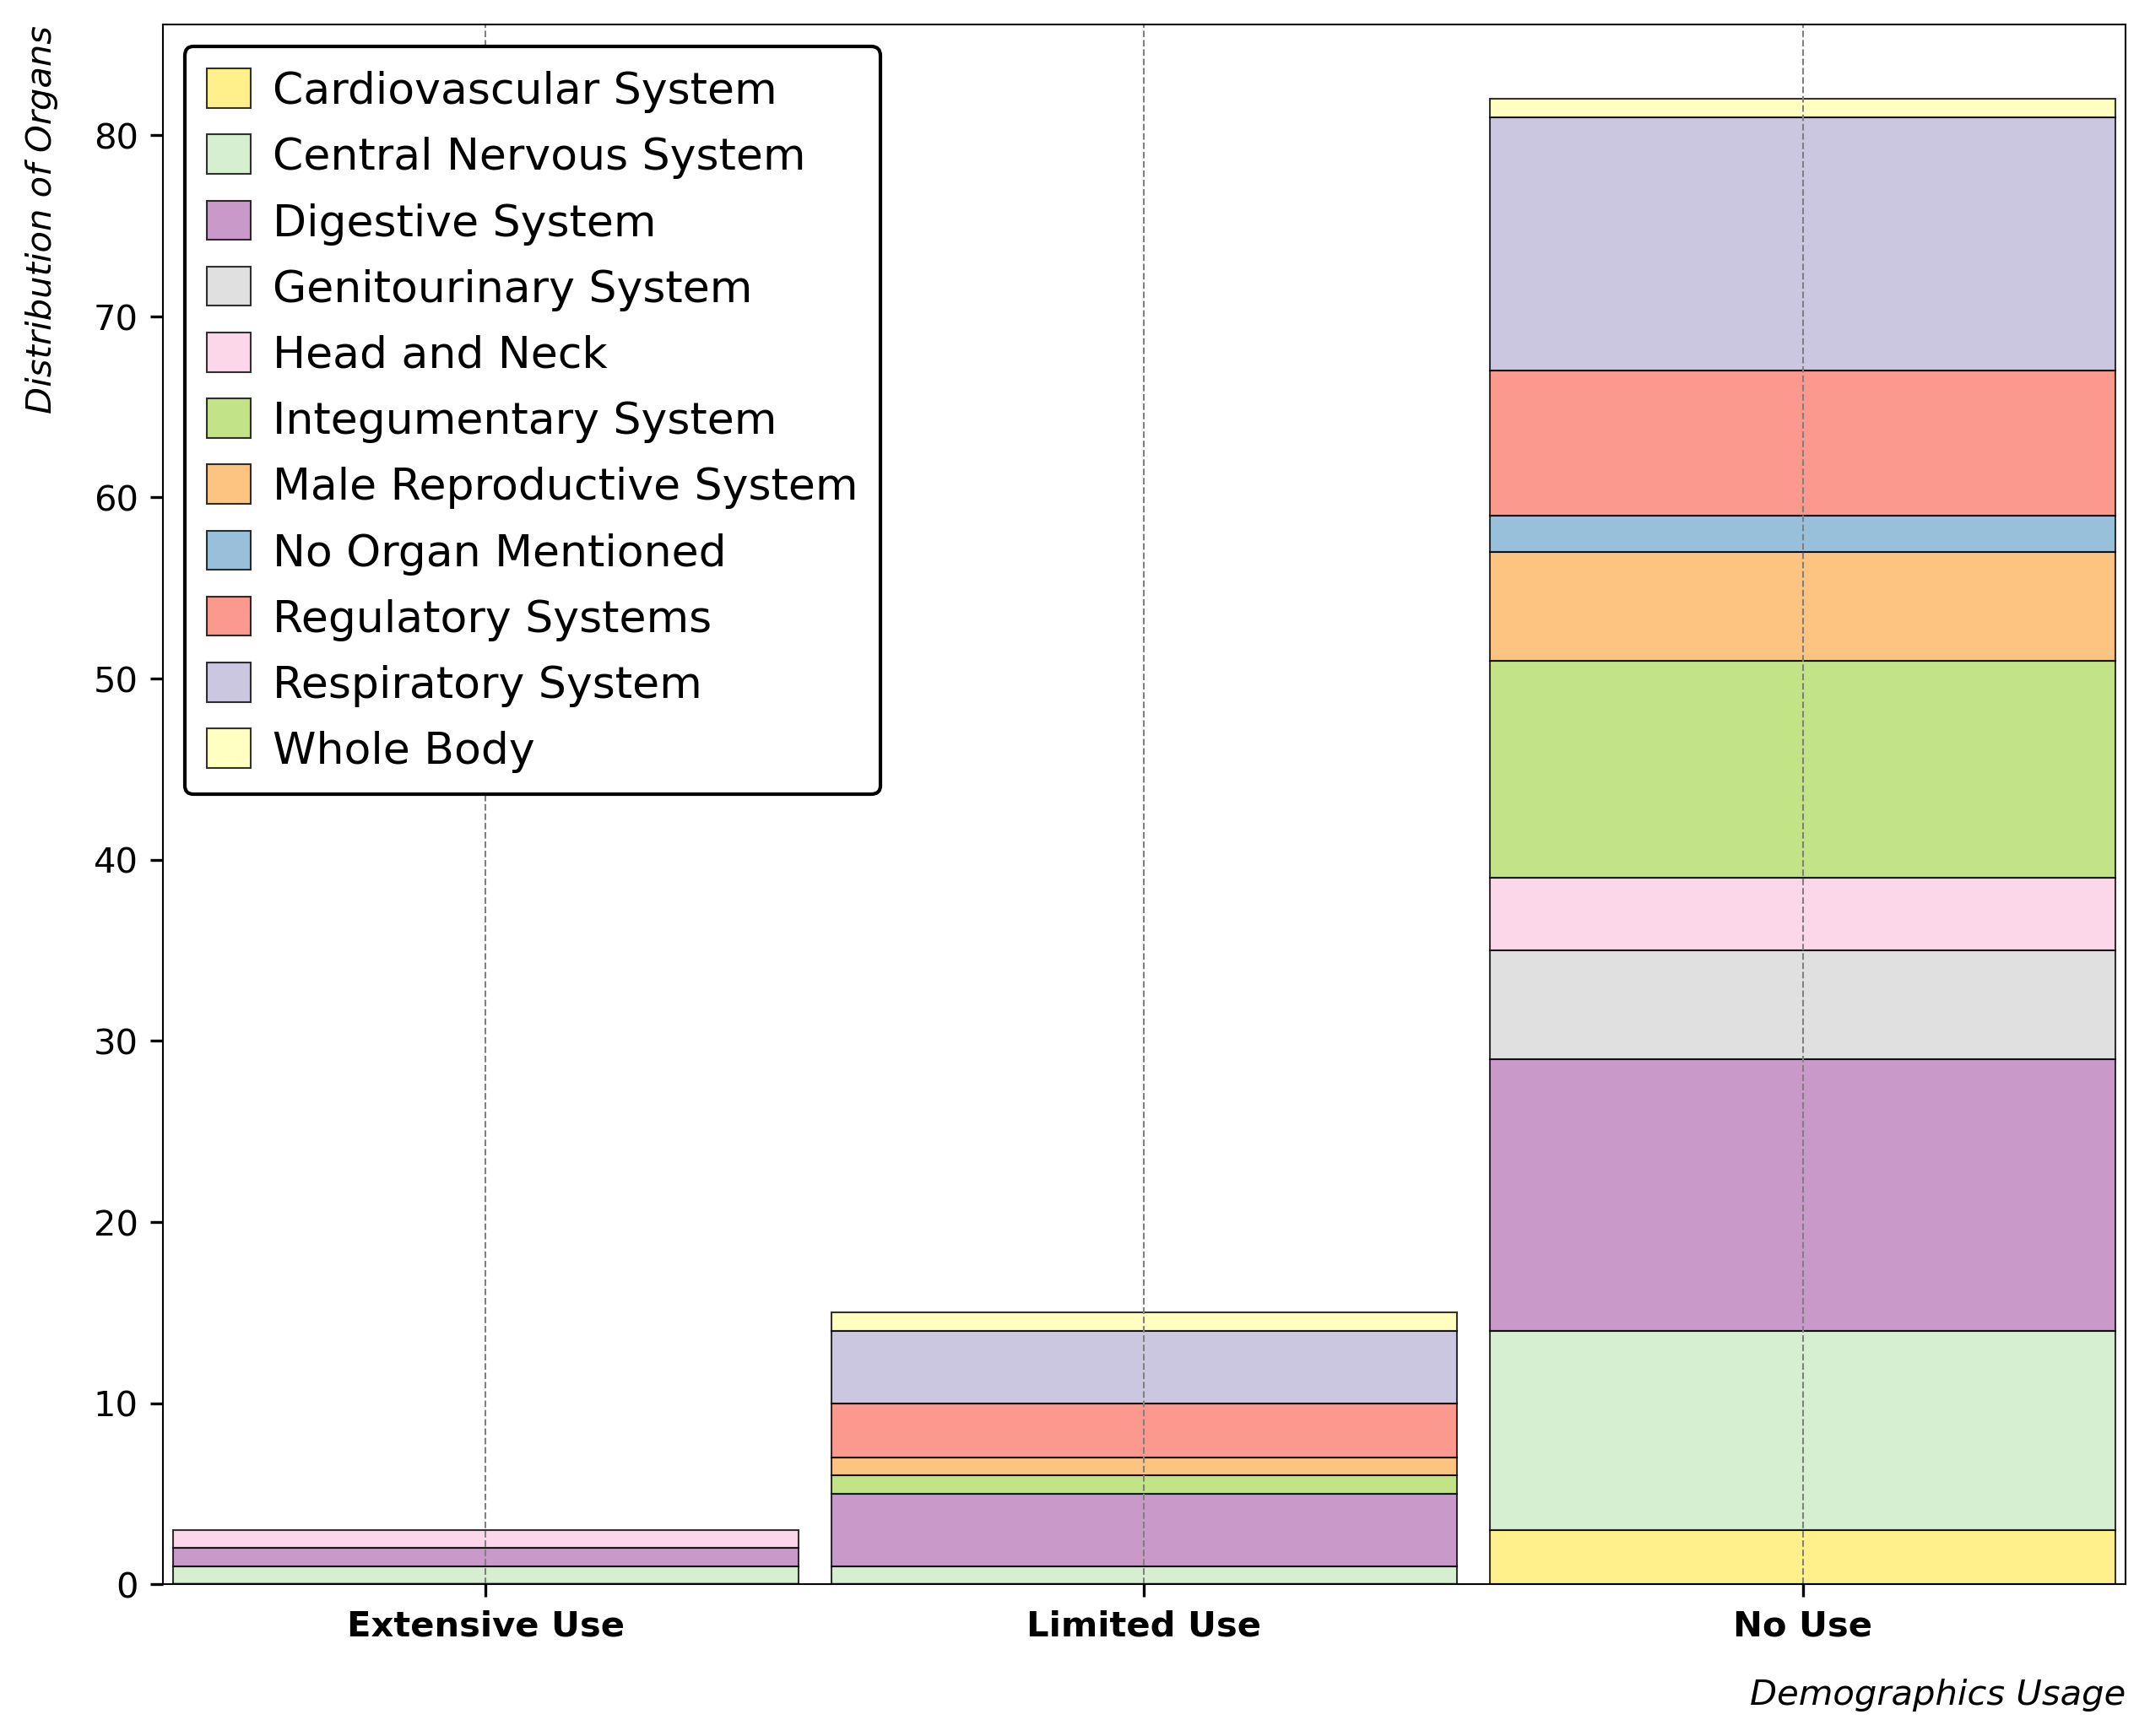 Distribution of Organs
80
70
60
50
40
30
20
10
0
Cardiovascular System
Central Nervous System
Digestive System
Genitourinary System
Head and Neck
Integumentary System
Male Reproductive System
No Organ Mentioned
Regulatory Systems
Respiratory System
Whole Body
Extensive Use
Limited Use
No Use
Demographics Usage